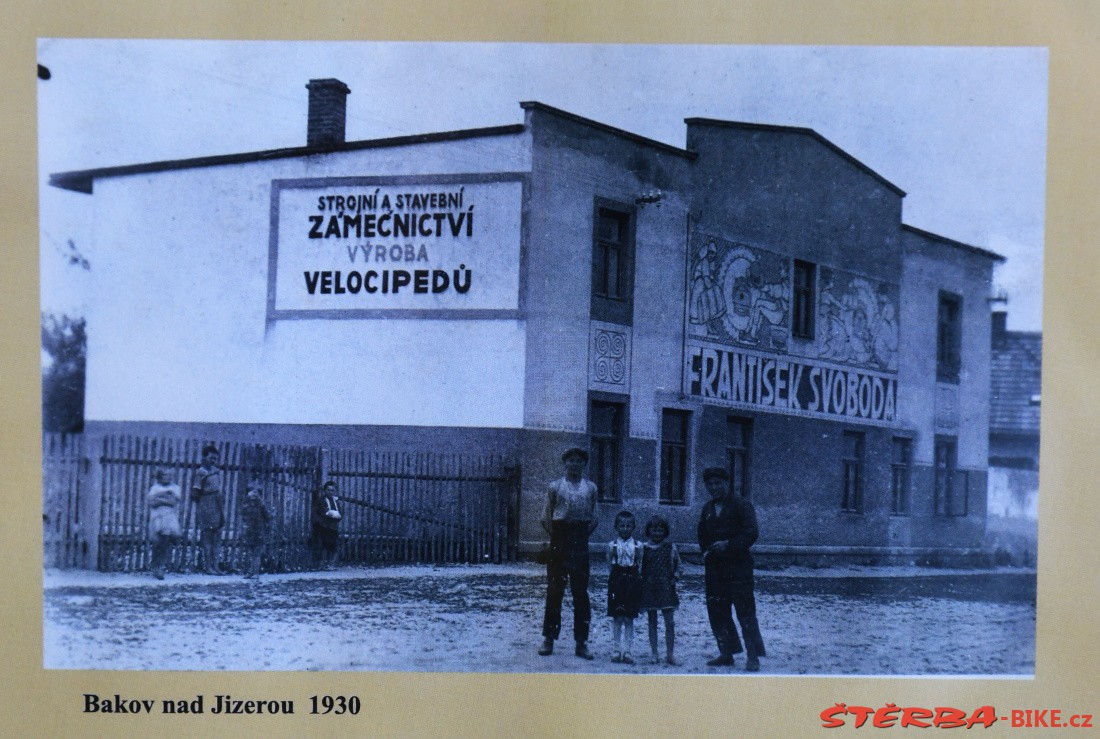 STROJNÍ A STAVEBNÍ
ZÁMEČNICTVÍ
VÝROBA
VELOCIPEDŮ
FRANTIŠEK SVOBODA
Bakov nad Jizerou 1930
ŠTĚRBA-BIKE.cz